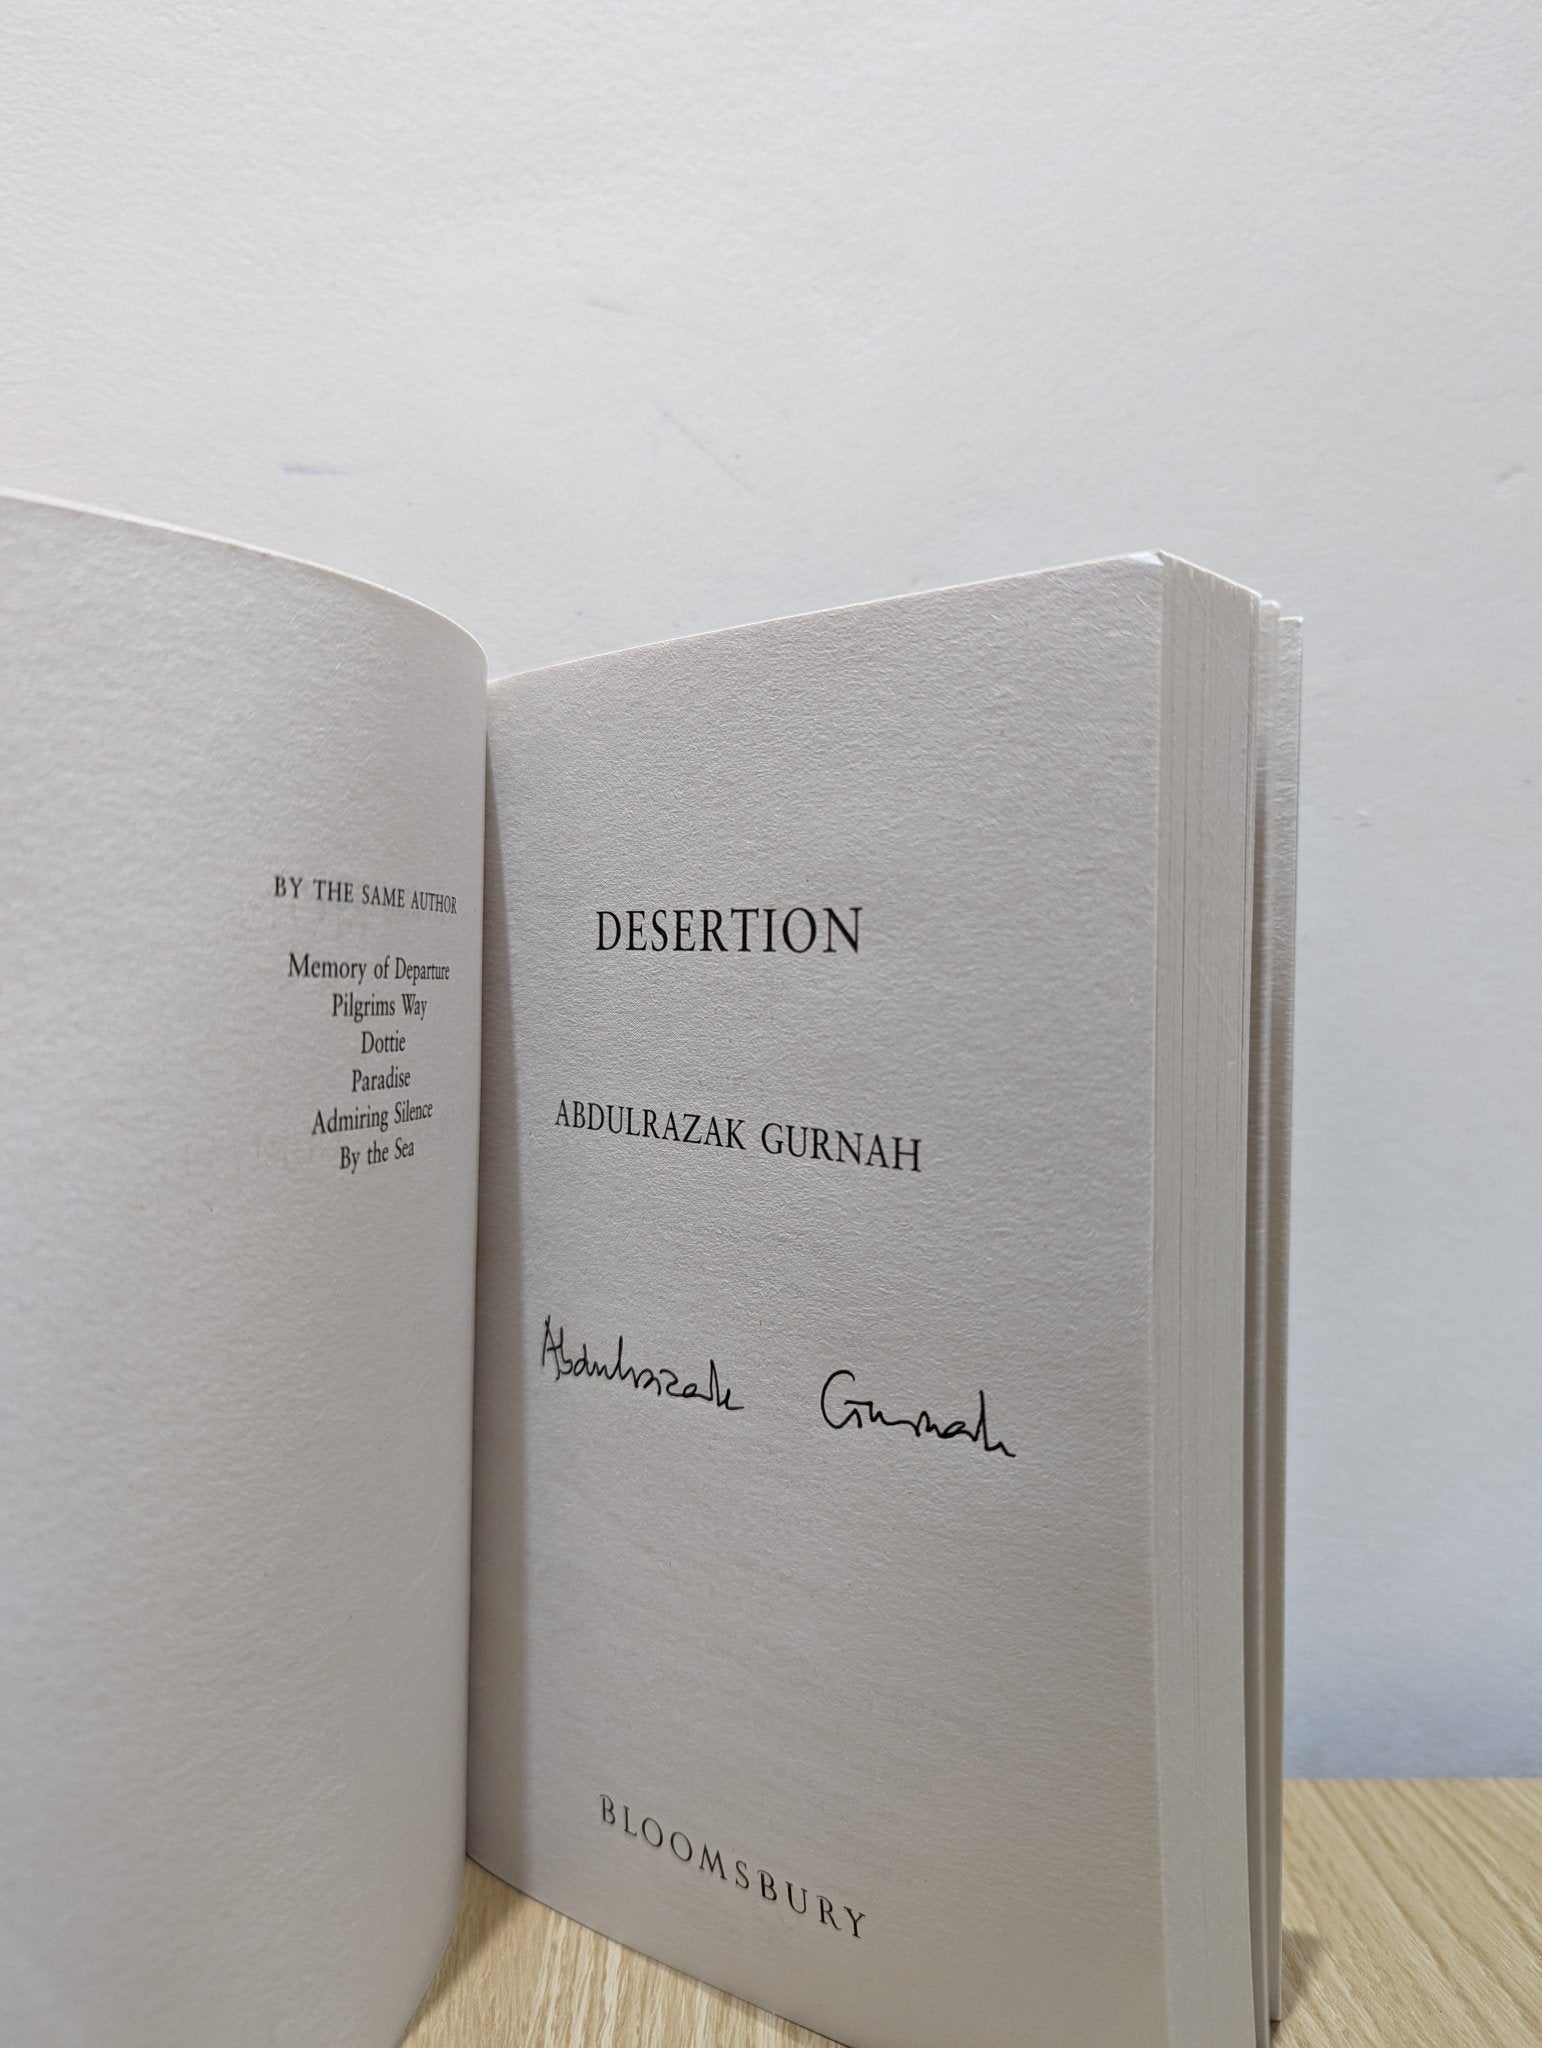 BY THE SAME AUTHOR
Memory of Departure
Pilgrims Way
Dottie
Paradise
Admiring Silence
By the Sea
DESERTION
ABDULRAZAK GURNAH
Abdulrazak Gurnah
BLOOMSBURY